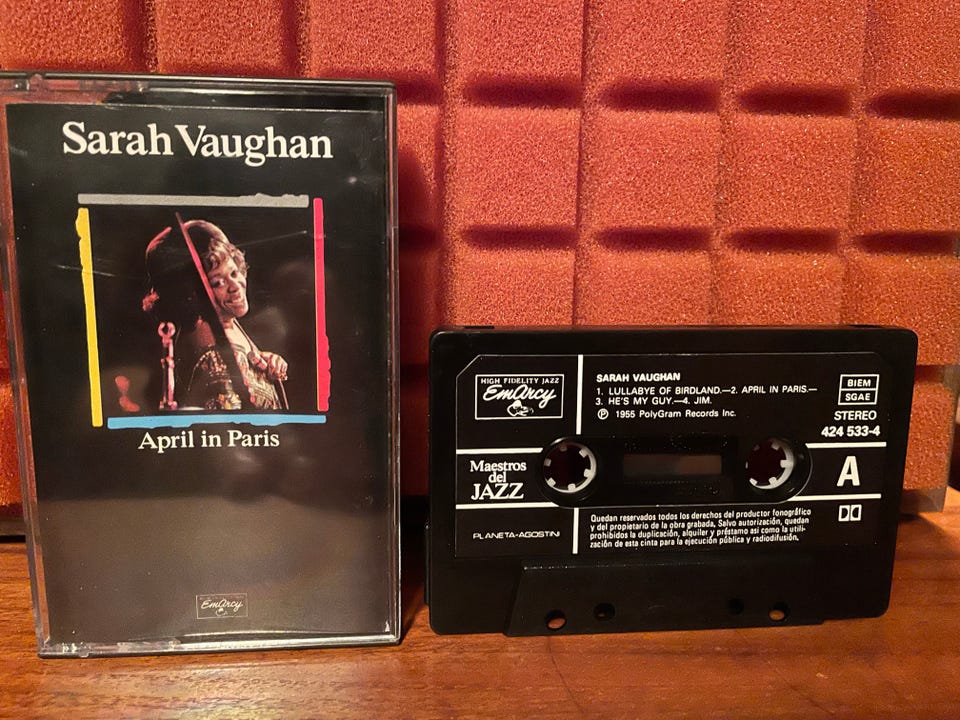 Sarah Vaughan
April in Paris
EmArcy
HIGH FIDELITY JAZZ
EmArcy
SARAH VAUGHAN
1. LULLABYE OF BIRDLAND.—2. APRIL IN PARIS.—
3. HE'S MY GUY.—4. JIM.
℗ 1955 PolyGram Records Inc.
BIEM
SGAE
STEREO
424 533-4
Maestros
del
JAZZ
A
PLANETA-AGOSTINI
Quedan reservados todos los derechos del productor fonográfico
y del propietario de la obra grabada. Salvo autorización, quedan
prohibidos la duplicación, alquiler y préstamo así como la utili-
zación de esta cinta para la ejecución pública y radiodifusión.